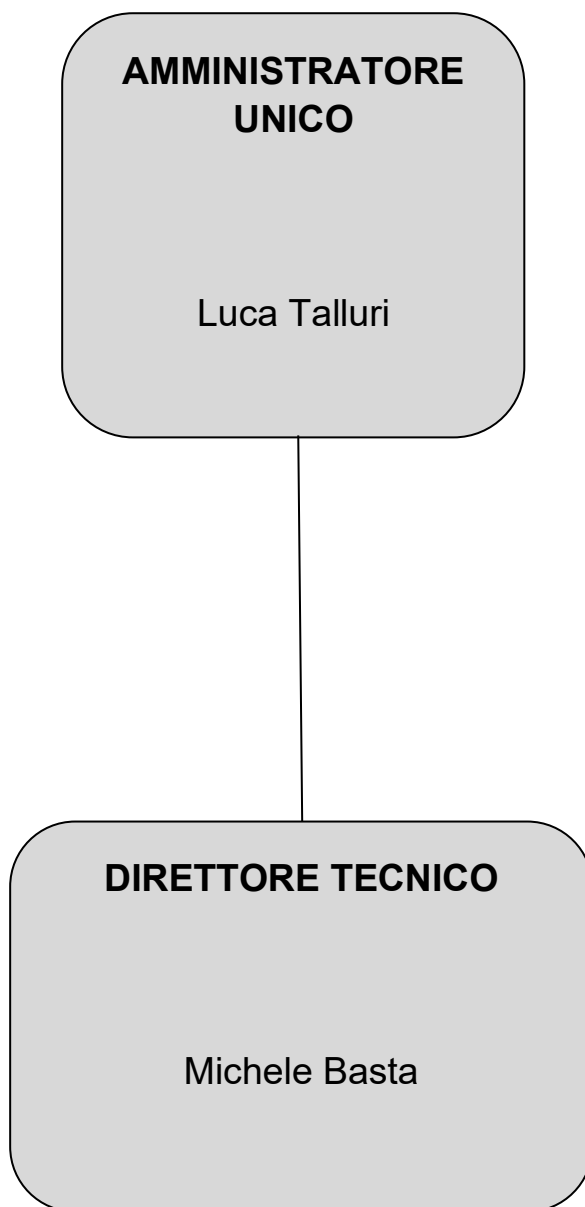 AMMINISTRATORE
UNICO
Luca Talluri
DIRETTORE TECNICO
Michele Basta